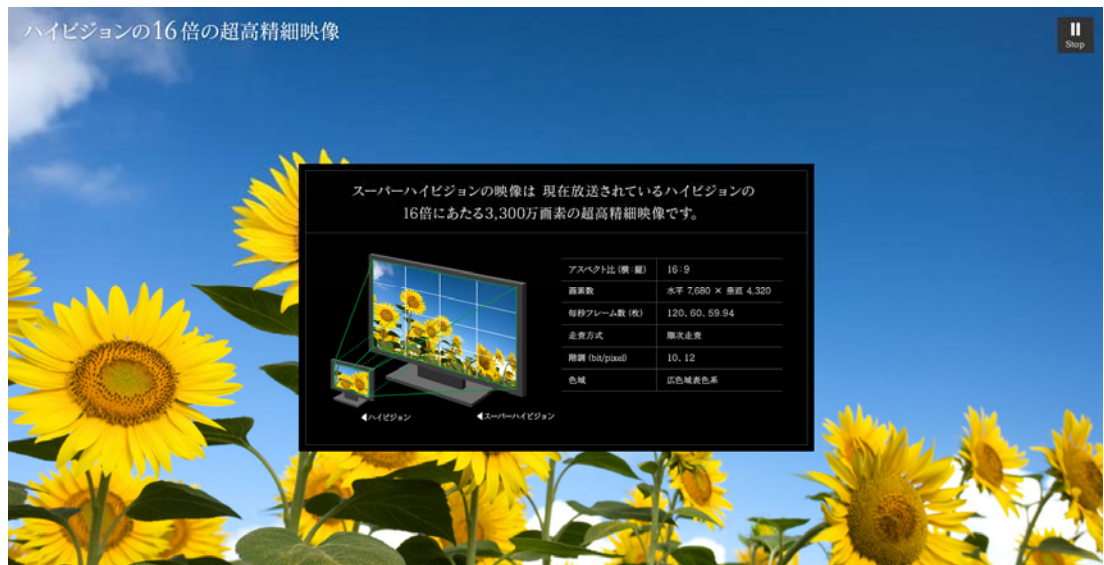 ハイビジョンの16倍の超高精細映像
Stop
スーパーハイビジョンの映像は 現在放送されているハイビジョンの
16倍にあたる3,300万画素の超高精細映像です。
アスペクト比 (横:縦) 16:9
画素数 水平 7,680 × 垂直 4,320
毎秒フレーム数 (枚) 120、60、59.94
走査方式 順次走査
階調 (bit/pixel) 10、12
色域 広色域表色系
◀ハイビジョン ◀スーパーハイビジョン